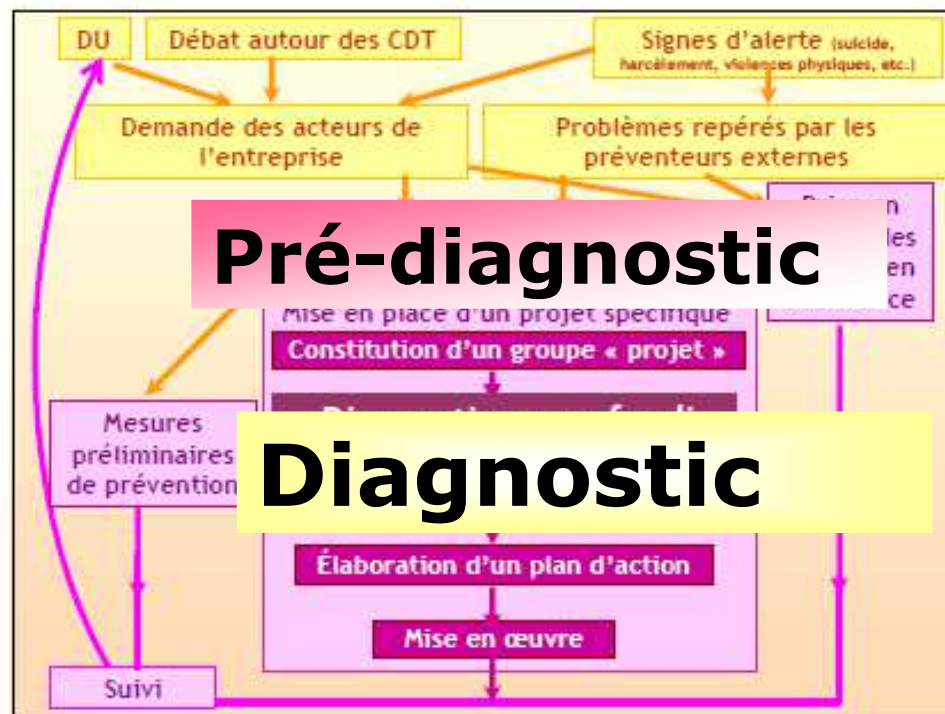 DU
Débat autour des CDT
Signes d'alerte (suicide,
harcèlement, violences physiques, etc.)
Demande des acteurs de
l'entreprise
Problèmes repérés par les
préventeurs externes
Pré-diagnostic
Mise en place d'un projet spécifique
Constitution d'un groupe « projet »
Mesures
préliminaires
de prévention
Diagnostic
Élaboration d'un plan d'action
Mise en œuvre
Suivi